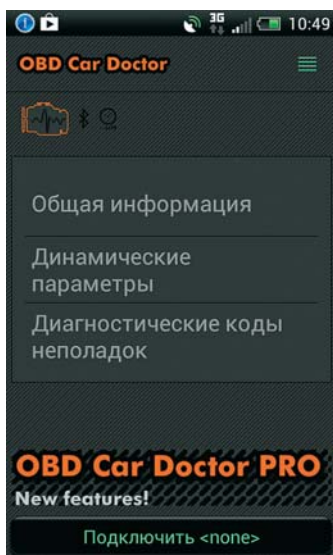 3G 10:49
OBD Car Doctor
Общая информация
Динамические
параметры
Диагностические коды
неполадок
OBD Car Doctor PRO
New features!
Подключить <none>